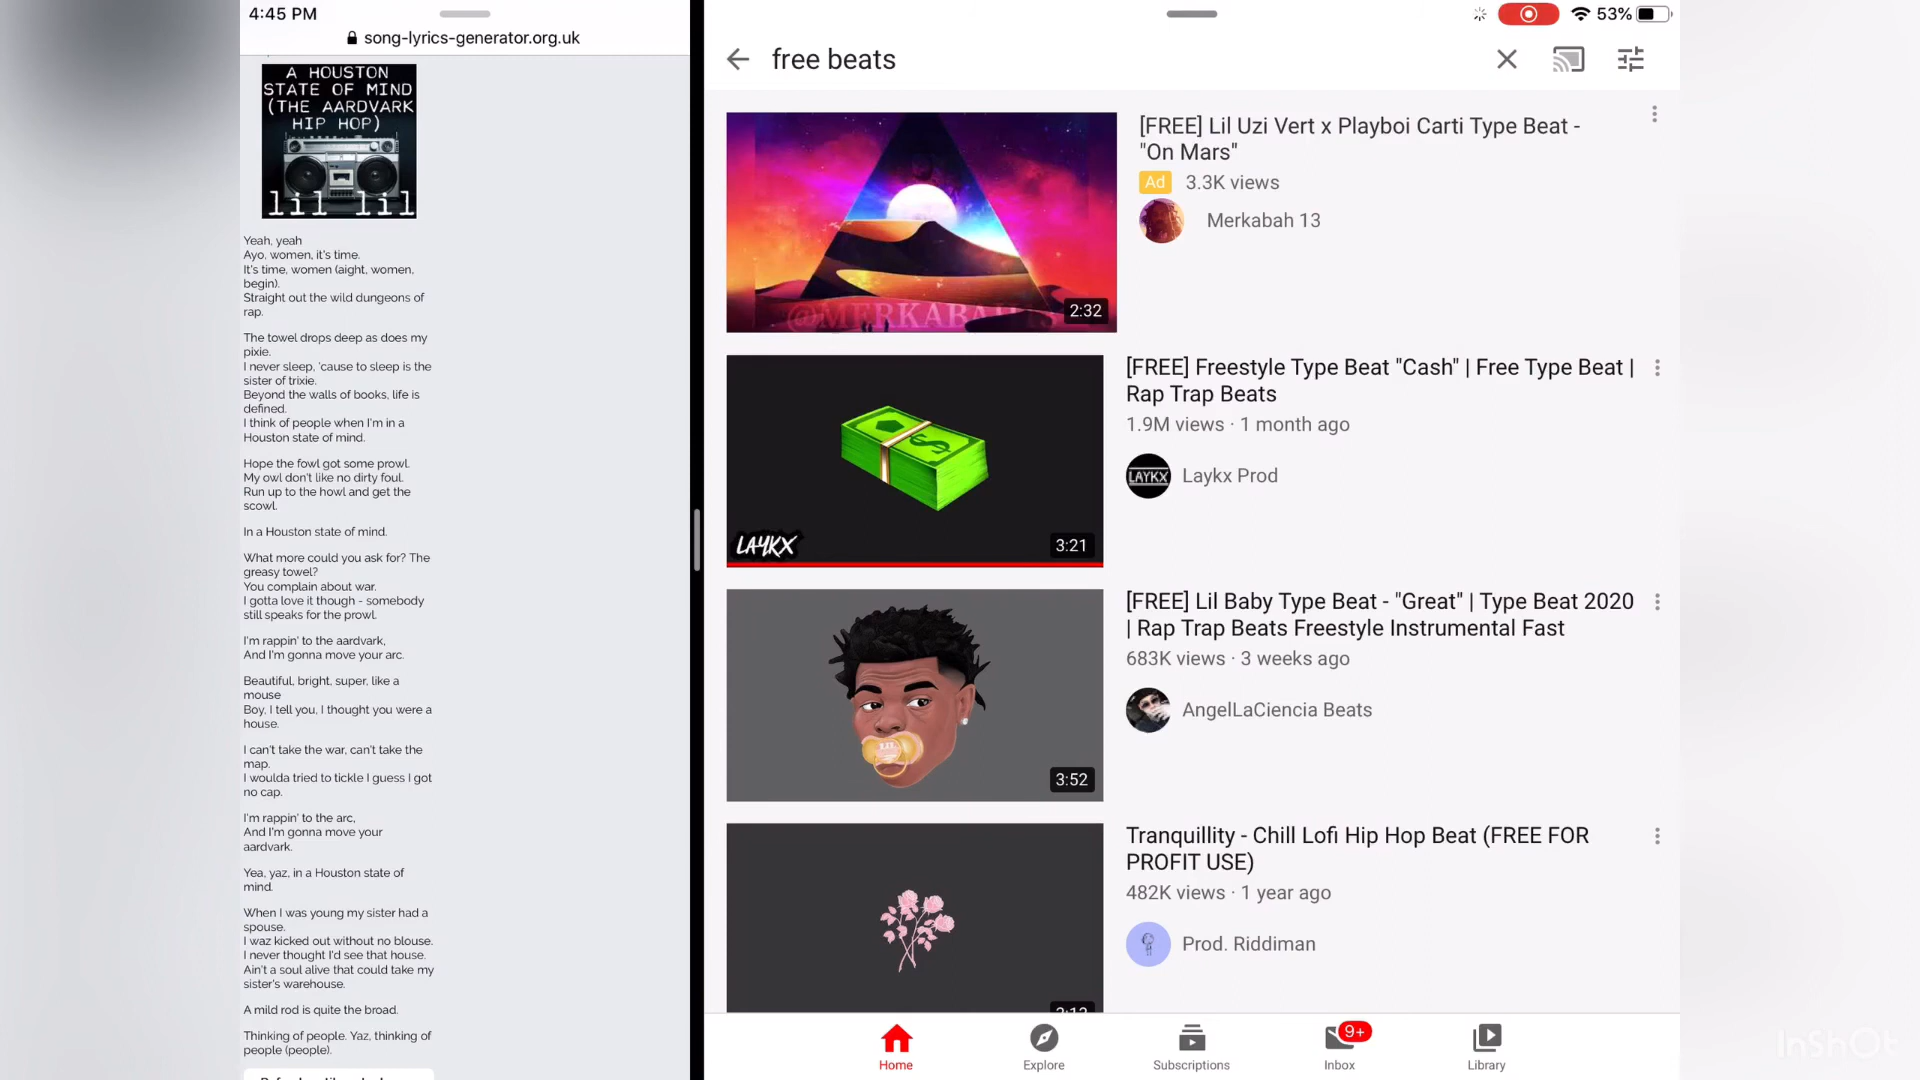 4:45 PM
song-lyrics-generator.org.uk
A HOUSTON
STATE OF MIND
(THE AARDVARK
HIP HOP)
lil lil
Yeah, yeah
Ayo, women, it's time.
It's time, women (aight, women,
begin).
Straight out the wild dungeons of
rap.
The towel drops deep as does my
pixie.
I never sleep, 'cause to sleep is the
sister of trixie.
Beyond the walls of books, life is
defined.
I think of people when I'm in a
Houston state of mind.
Hope the fowl got some prowl.
My owl don't like no dirty foul.
Run up to the howl and get the
scowl.
In a Houston state of mind.
What more could you ask for? The
greasy towel?
You complain about war.
I gotta love it though - somebody
still speaks for the prowl.
I'm rappin' to the aardvark,
And I'm gonna move your arc.
Beautiful, bright, super, like a
mouse
Boy, I tell you, I thought you were a
house.
I can't take the war, can't take the
map.
I woulda tried to tickle I guess I got
no cap.
I'm rappin' to the arc,
And I'm gonna move your
aardvark.
Yea, yaz, in a Houston state of
mind.
When I was young my sister had a
spouse.
I waz kicked out without no blouse.
I never thought I'd see that house.
Ain't a soul alive that could take my
sister's warehouse.
A mild rod is quite the broad.
Thinking of people. Yaz, thinking of
people (people).
53%
free beats
[FREE] Lil Uzi Vert x Playboi Carti Type Beat -
"On Mars"
Ad 3.3K views
Merkabah 13
@MERKABAH13
2:32
[FREE] Freestyle Type Beat "Cash" | Free Type Beat |
Rap Trap Beats
1.9M views · 1 month ago
LAYKX
Laykx Prod
LAYKX
3:21
[FREE] Lil Baby Type Beat - "Great" | Type Beat 2020
| Rap Trap Beats Freestyle Instrumental Fast
683K views · 3 weeks ago
AngelLaCiencia Beats
3:52
Tranquillity - Chill Lofi Hip Hop Beat (FREE FOR
PROFIT USE)
482K views · 1 year ago
Prod. Riddiman
9+
Home
Explore
Subscriptions
Inbox
Library
InShOt